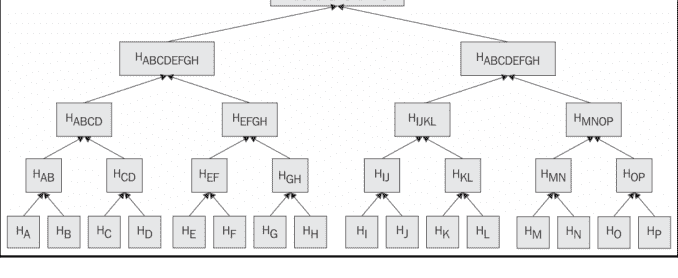 HABCDEFGH HABCDEFGH
HABCD HEFGH HIJKL HMNOP
HAB HCD HEF HGH HIJ HKL HMN HOP
HA HB HC HD HE HF HG HH HI HJ HK HL HM HN HO HP